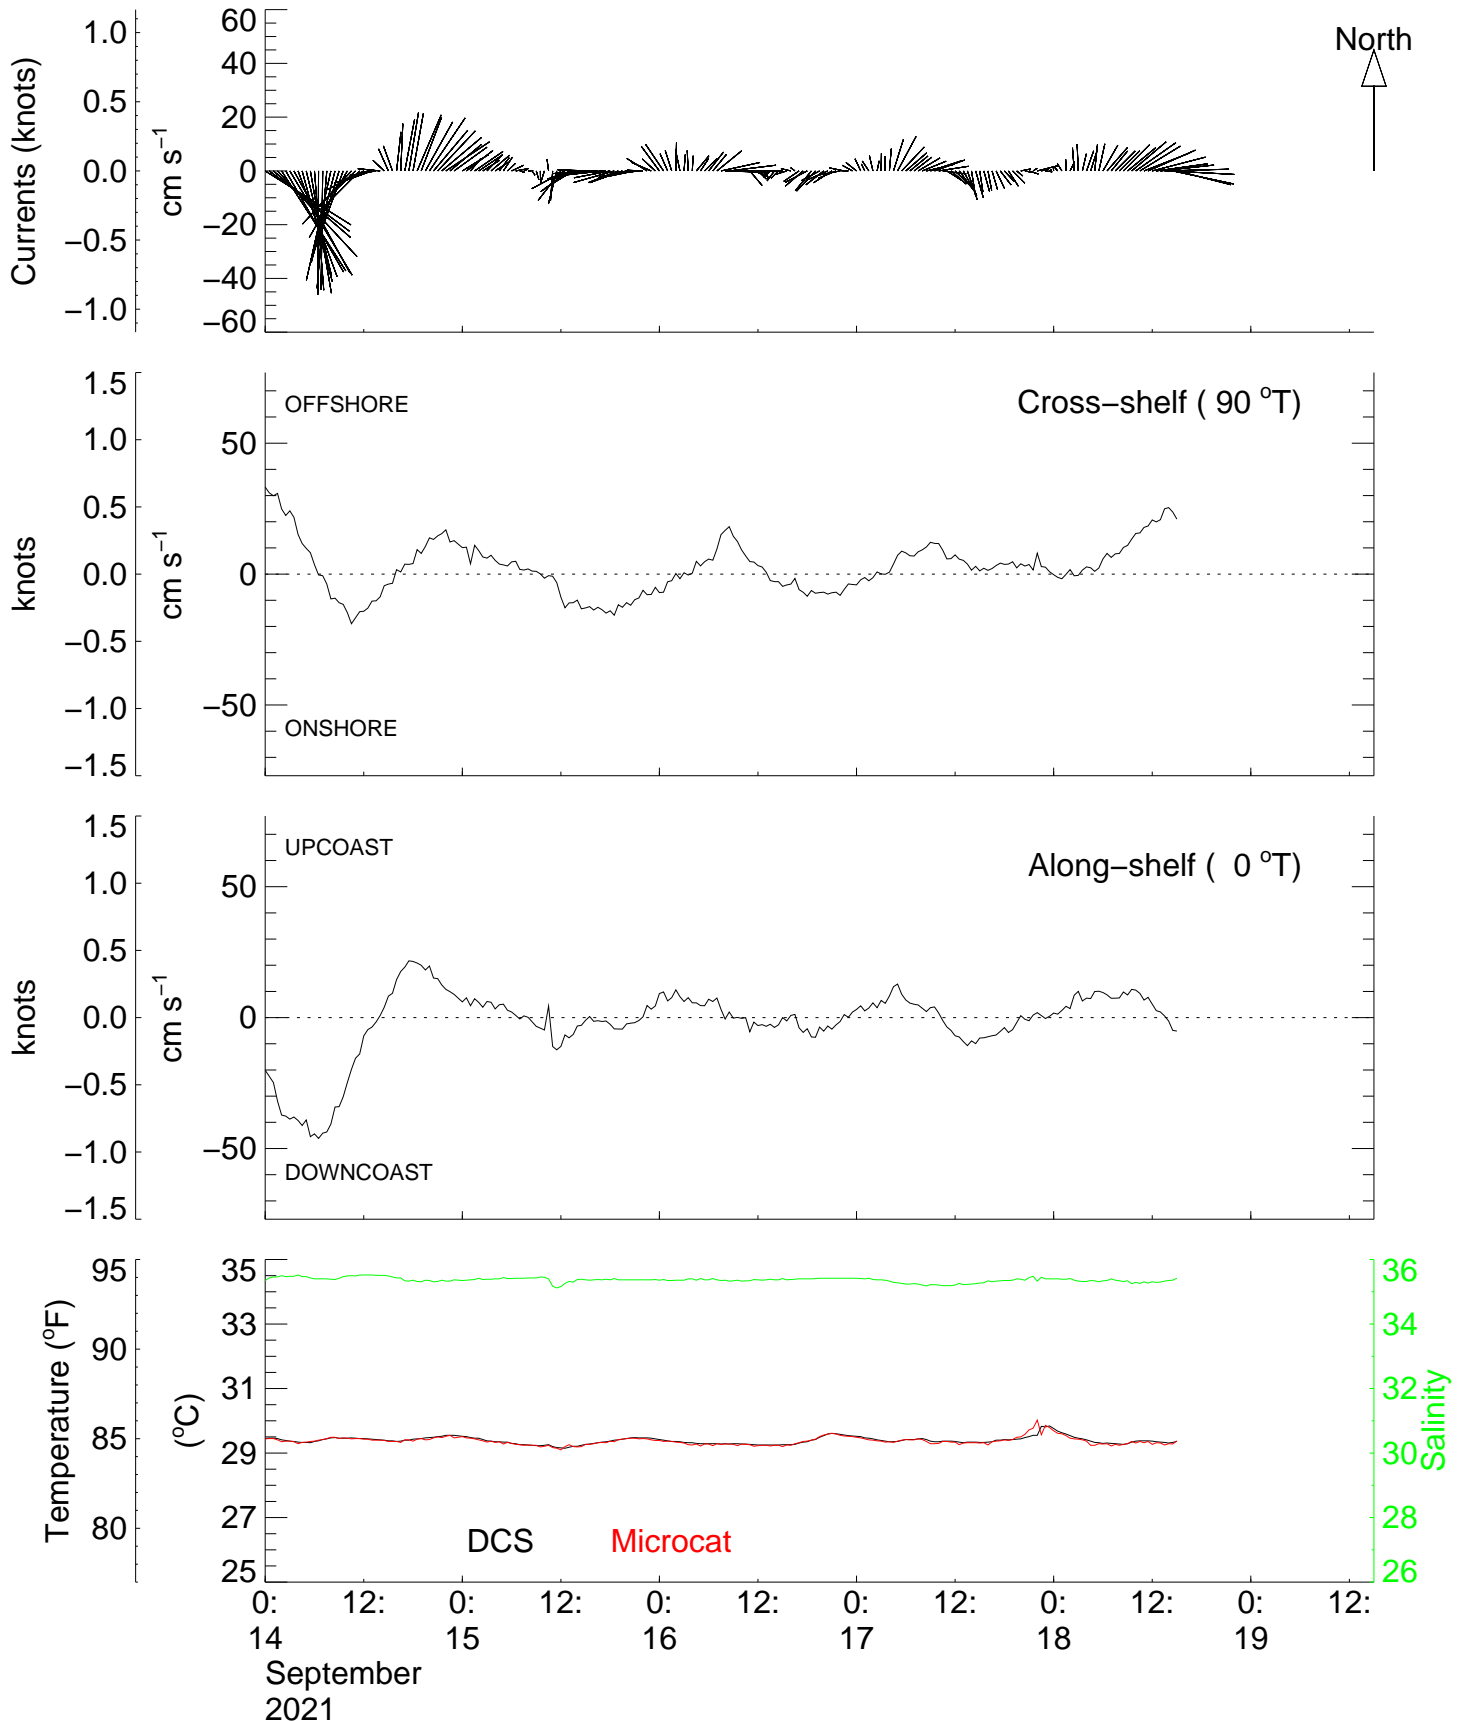 Currents (knots)
1.0
0.5
0.0
−0.5
−1.0
cm s−1
60
40
20
0
−20
−40
−60
North
knots
1.5
1.0
0.5
0.0
−0.5
−1.0
−1.5
cm s−1
50
0
−50
OFFSHORE
Cross−shelf ( 90 oT)
ONSHORE
knots
1.5
1.0
0.5
0.0
−0.5
−1.0
−1.5
cm s−1
50
0
−50
UPCOAST
Along−shelf ( 0 oT)
DOWNCOAST
Temperature (oF)
95
90
85
80
(oC)
35
33
31
29
27
25
DCS Microcat
36
34
32
30
28
26
Salinity
0: 12: 0: 12: 0: 12: 0: 12: 0: 12: 0: 12:
14 15 16 17 18 19
September
2021